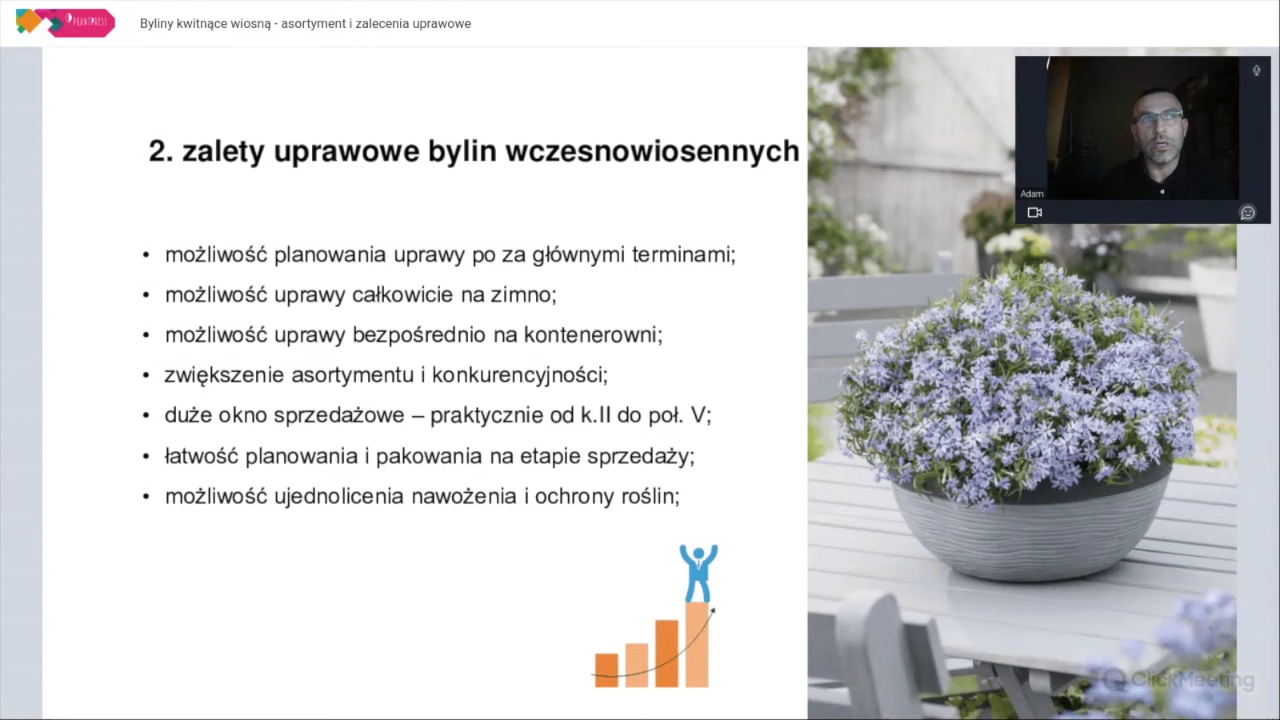 PLANTPRESS
Byliny kwitnące wiosną - asortyment i zalecenia uprawowe
2. zalety uprawowe bylin wczesnowiosennych
Adam
• możliwość planowania uprawy po za głównymi terminami;
• możliwość uprawy całkowicie na zimno;
• możliwość uprawy bezpośrednio na kontenerowni;
• zwiększenie asortymentu i konkurencyjności;
• duże okno sprzedażowe – praktycznie od k.II do poł. V;
• łatwość planowania i pakowania na etapie sprzedaży;
• możliwość ujednolicenia nawożenia i ochrony roślin;
ClickMeeting